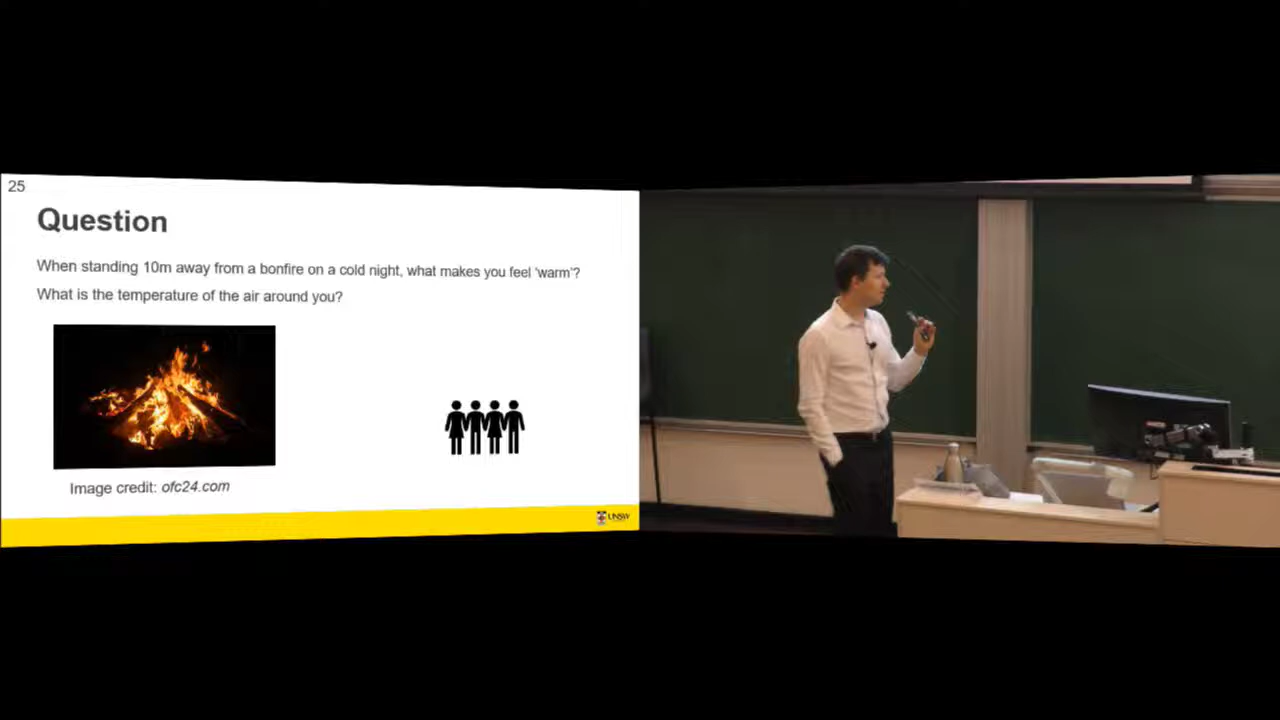 25
Question
When standing 10m away from a bonfire on a cold night, what makes you feel 'warm'?
What is the temperature of the air around you?
Image credit: ofc24.com
UNSW